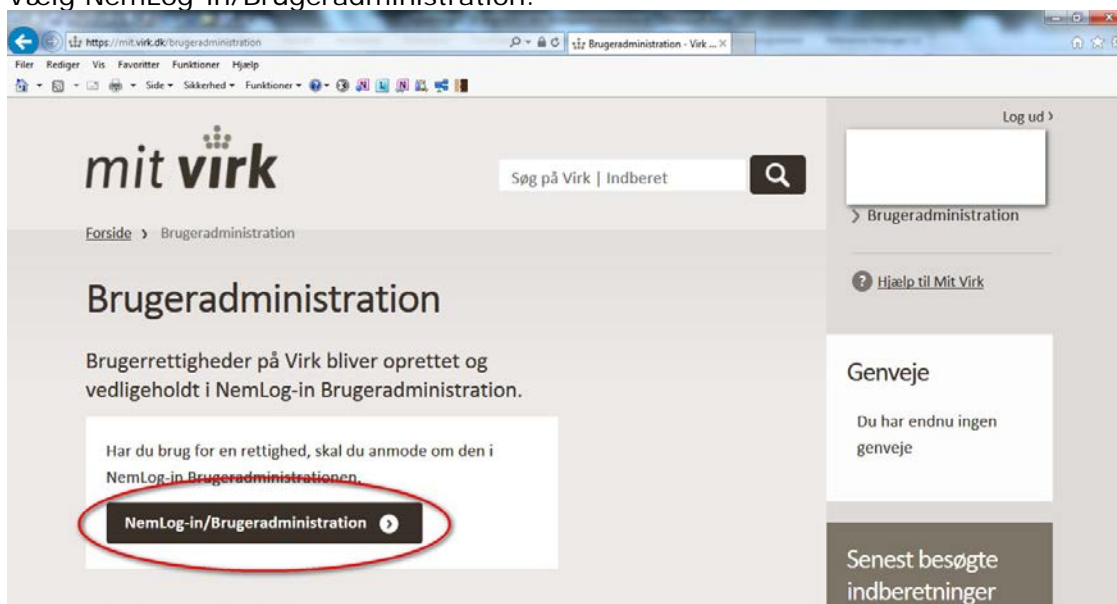 Vælg NemLog-in/Brugeradministration.
https://mit.virk.dk/brugeradministration
Brugeradministration - Virk ...
Filer Rediger Vis Favoritter Funktioner Hjælp
Side Sikkerhed Funktioner
Log ud >
mit virk
Søg på Virk | Indberet
> Brugeradministration
Forside > Brugeradministration
Hjælp til Mit Virk
Brugeradministration
Brugerrettigheder på Virk bliver oprettet og
vedligeholdt i NemLog-in Brugeradministration.
Har du brug for en rettighed, skal du anmode om den i
NemLog-in Brugeradministrationen.
NemLog-in/Brugeradministration
Genveje
Du har endnu ingen
genveje
Senest besøgte
indberetninger